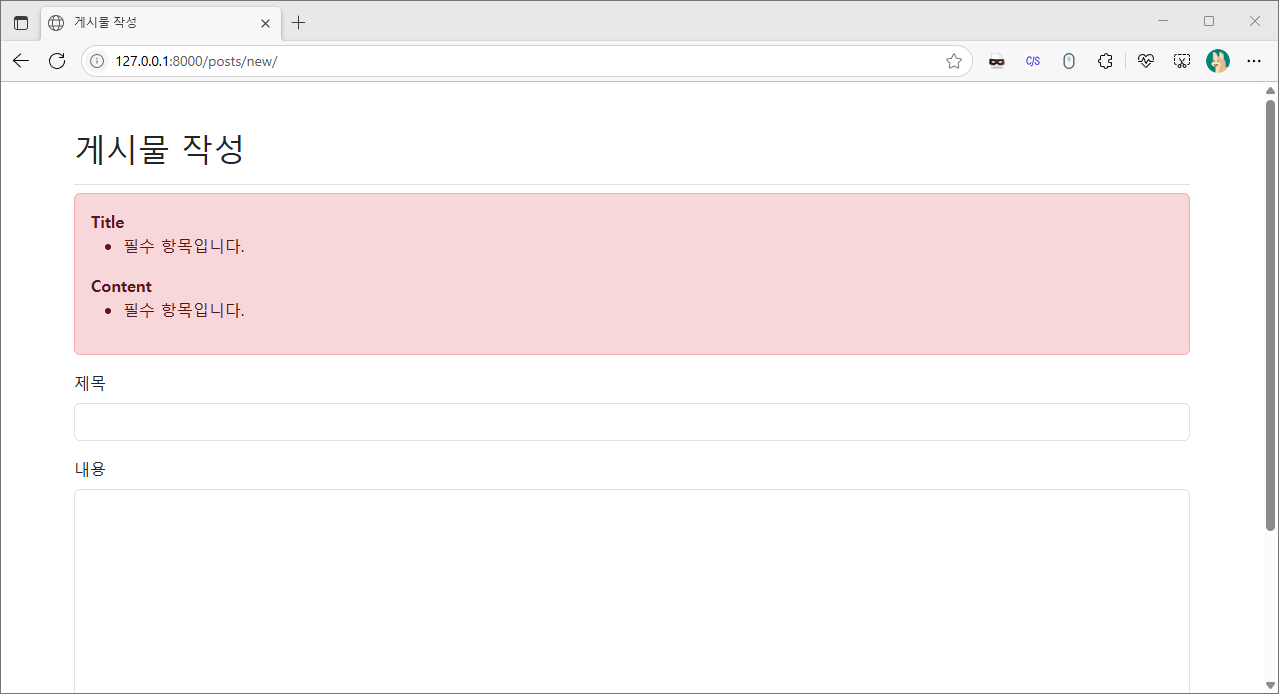 게시물 작성
127.0.0.1:8000/posts/new/
C/S
게시물 작성
Title
• 필수 항목입니다.
Content
• 필수 항목입니다.
제목
내용